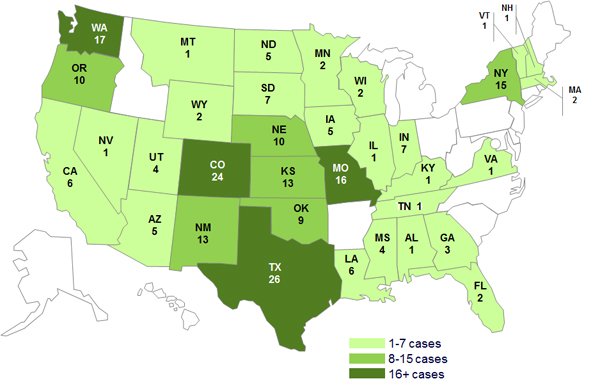 NH
1
VT
1
WA
17
MT
1
ND
5
MN
2
OR
10
WI
2
NY
15
SD
7
MA
2
WY
2
IA
5
NE
10
NV
1
UT
4
CO
24
IL
1
IN
7
VA
1
CA
6
KS
13
MO
16
KY
1
TN 1
AZ
5
NM
13
OK
9
MS
4
AL
1
GA
3
TX
26
LA
6
FL
2
1-7 cases
8-15 cases
16+ cases